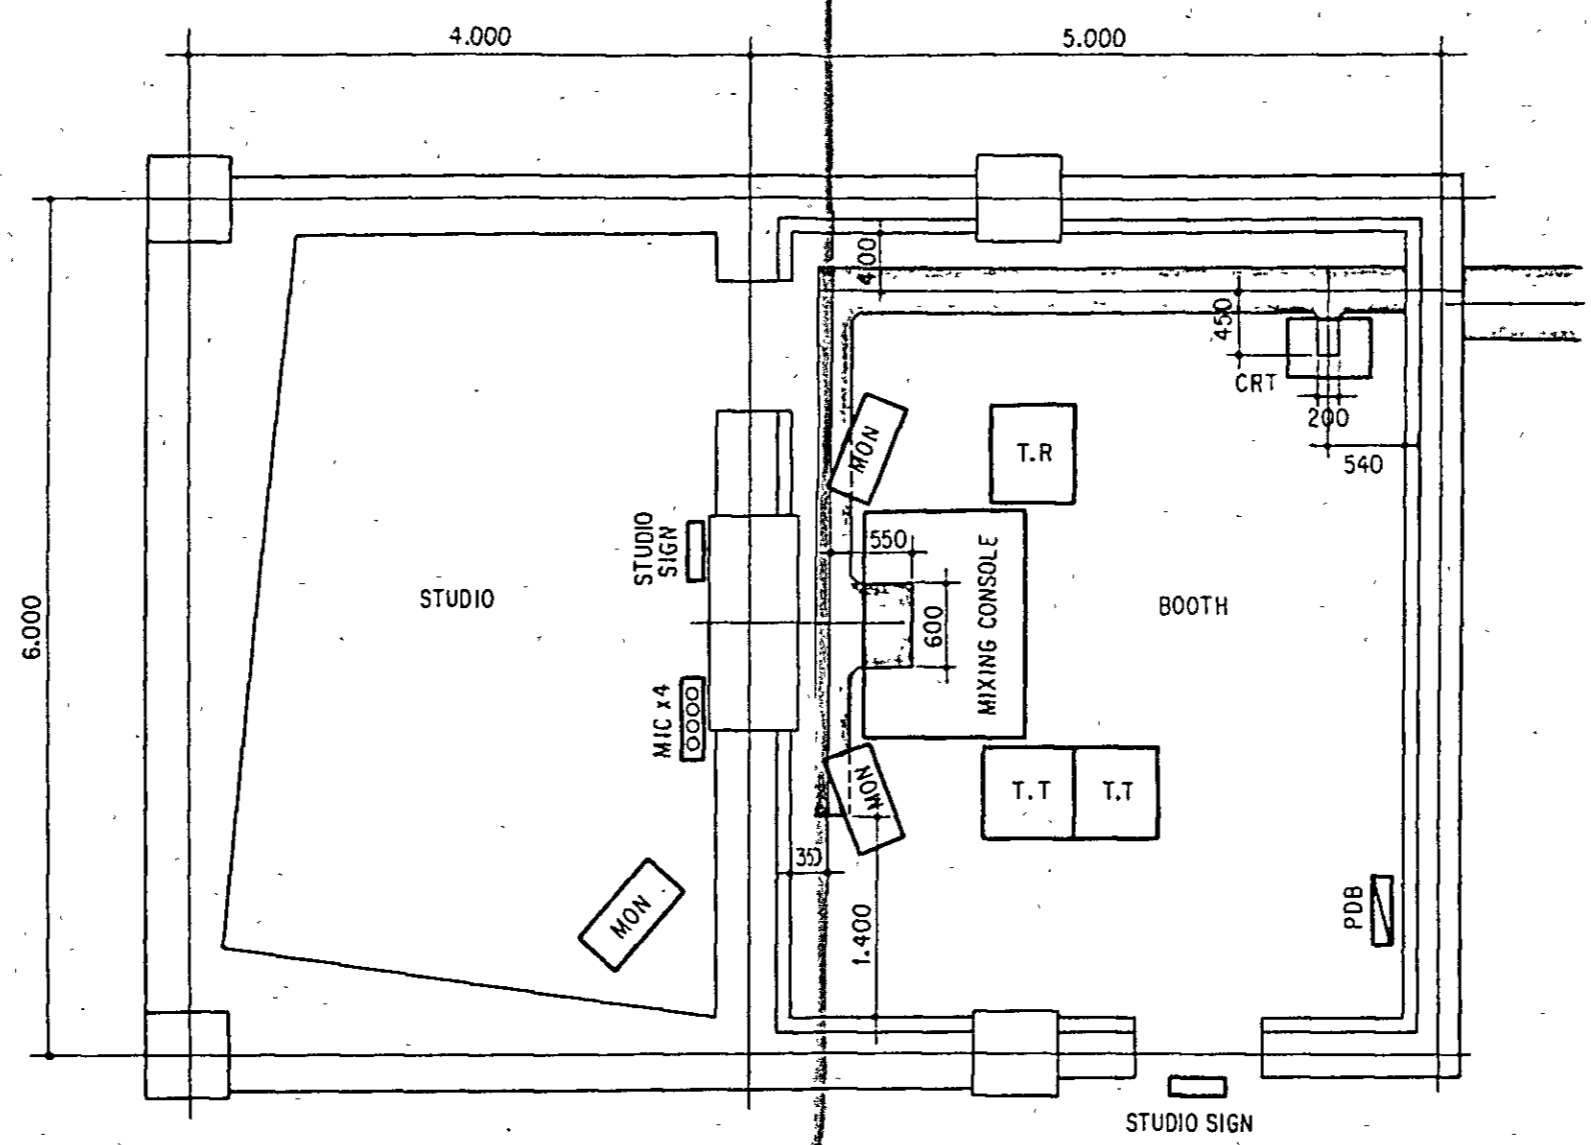 4.000
5.000
400
450
CRT
200
540
MON
T.R
STUDIO
SIGN
550
MIXING CONSOLE
STUDIO
BOOTH
600
6.000
MIC x4
MON
T.T
T.T
350
MON
1.400
PDB
STUDIO SIGN